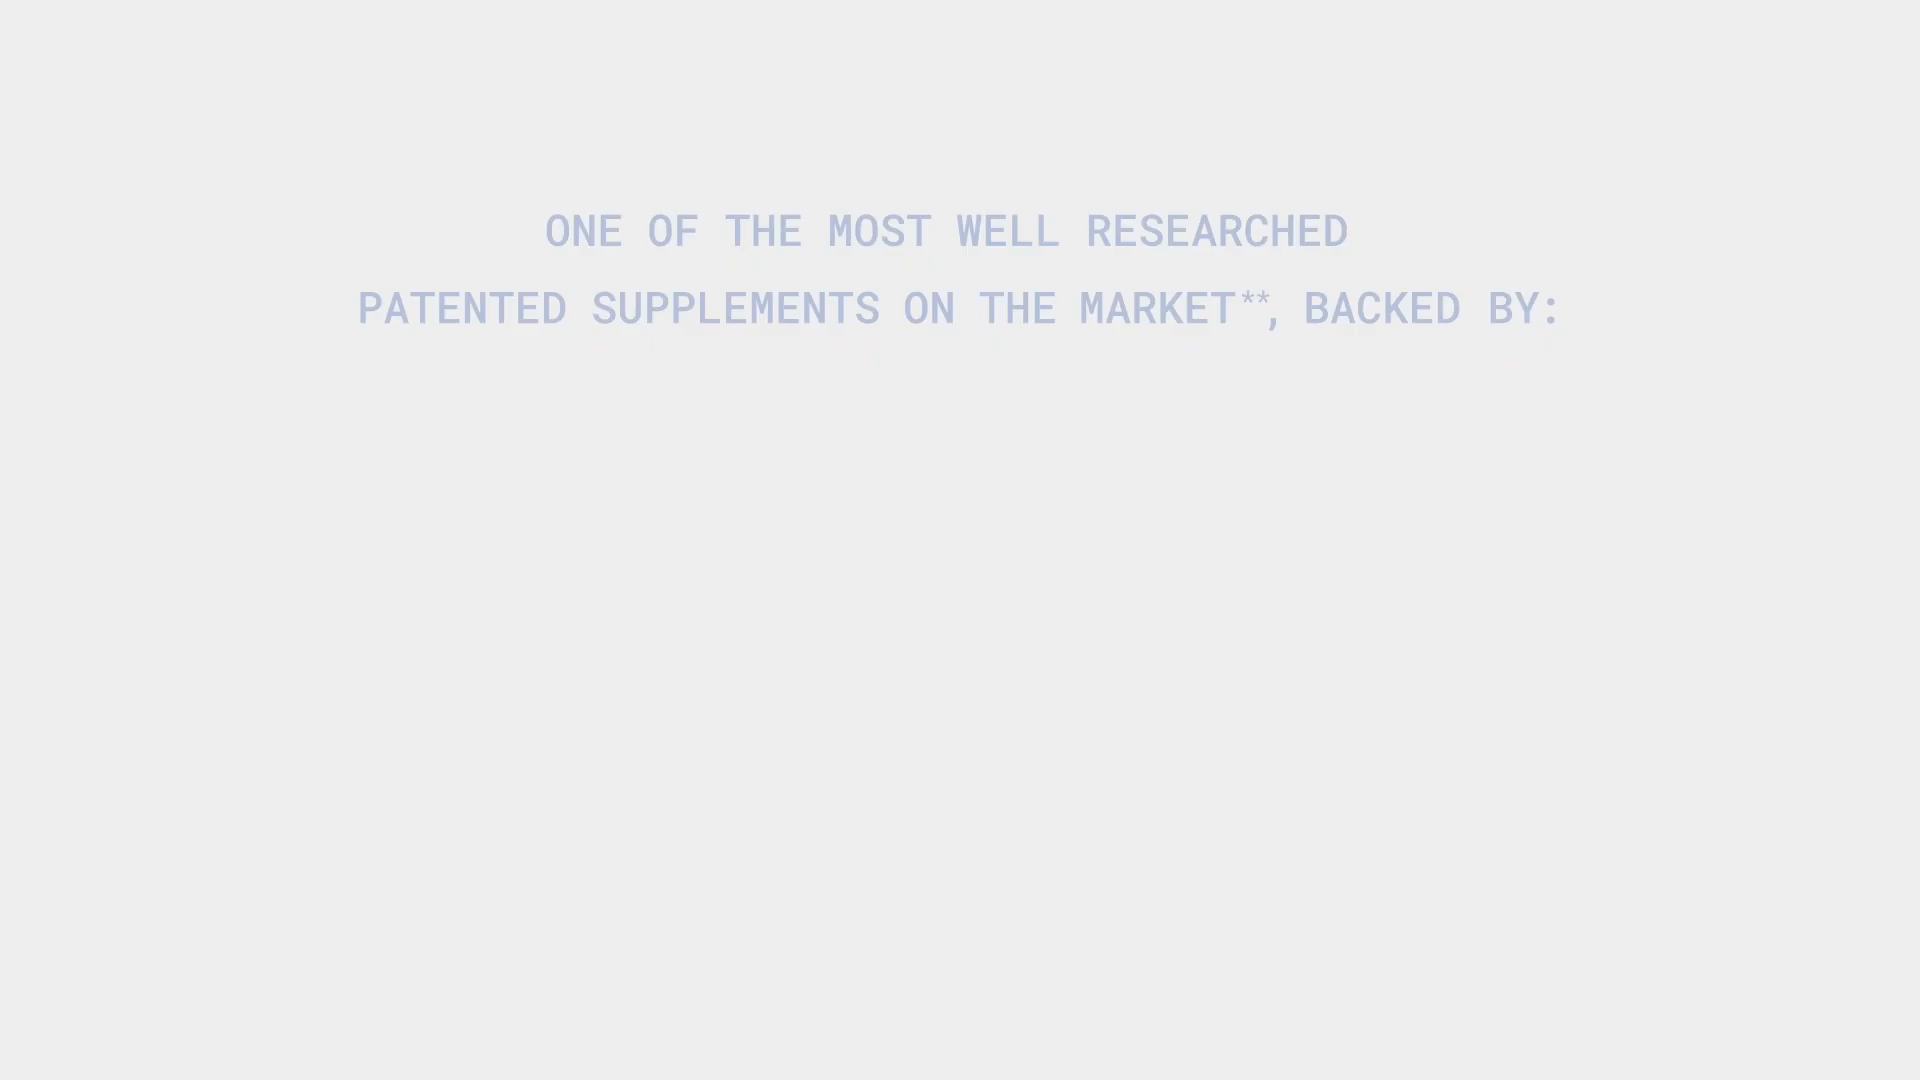 ONE OF THE MOST WELL RESEARCHED
PATENTED SUPPLEMENTS ON THE MARKET**, BACKED BY: